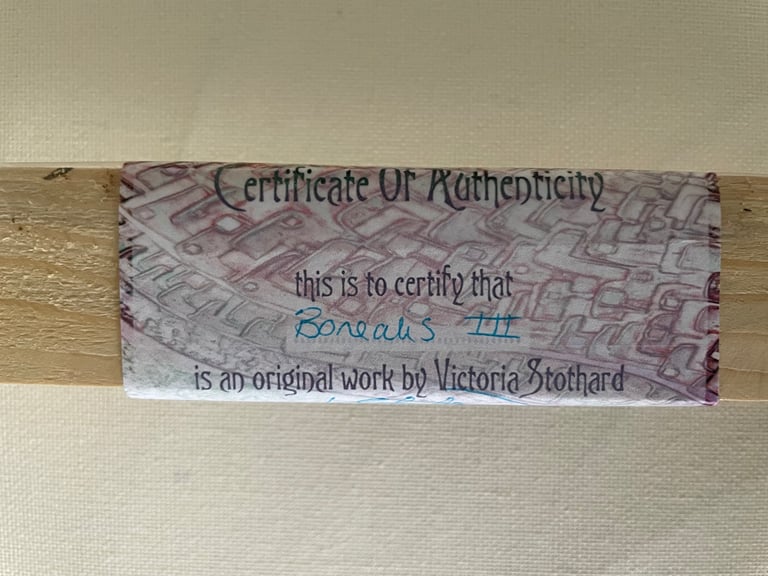 Certificate Of Authenticity
this is to certify that
Borealis III
is an original work by Victoria Stothard